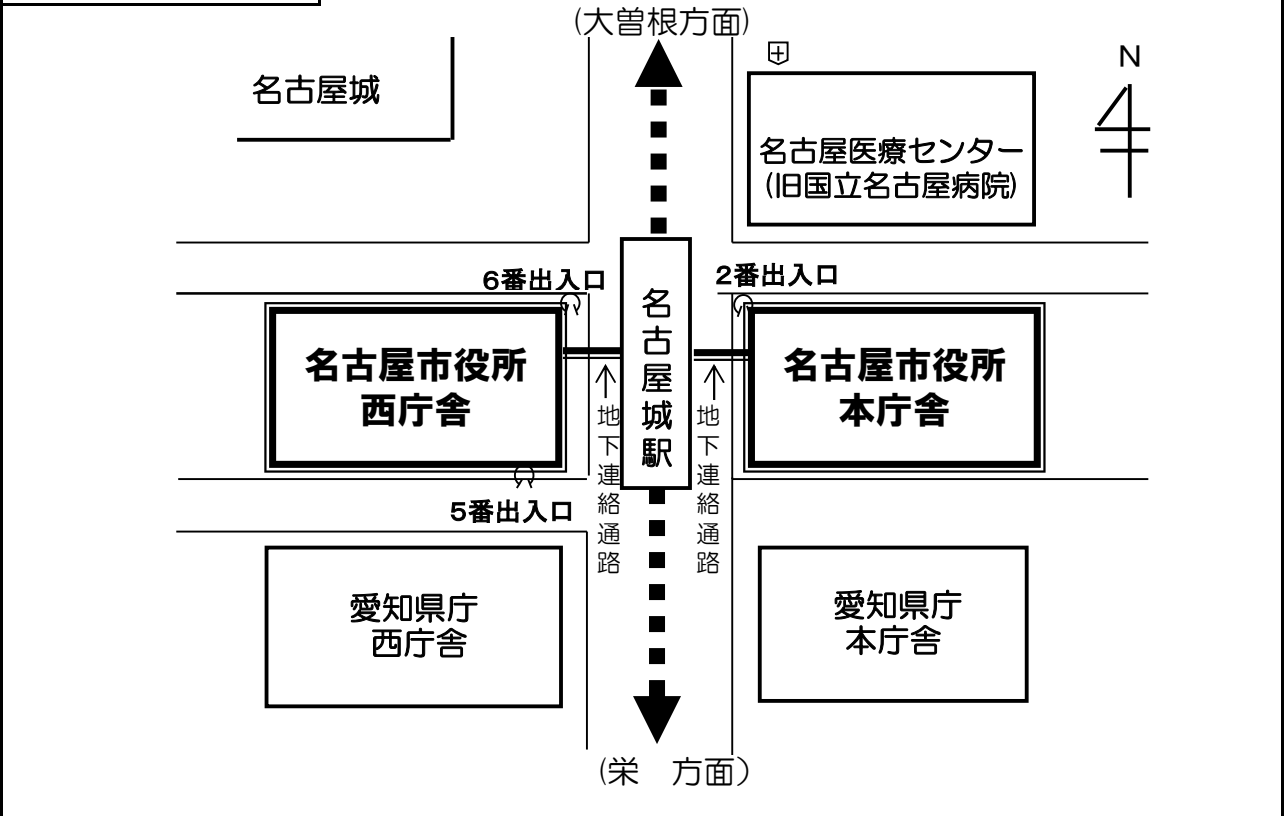 (大曽根方面)
N
名古屋城
名古屋医療センター
(旧国立名古屋病院)
6番出入口
2番出入口
名古屋城駅
名古屋市役所
西庁舎
名古屋市役所
本庁舎
地下連絡通路
地下連絡通路
5番出入口
愛知県庁
西庁舎
愛知県庁
本庁舎
(栄　方面）